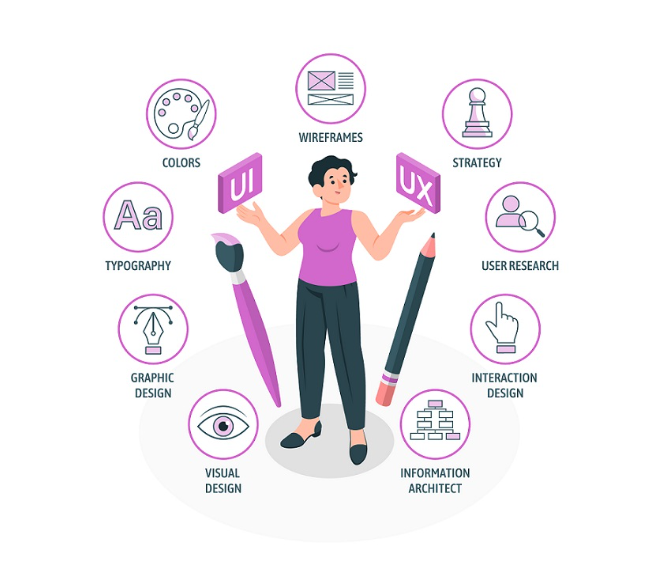 WIREFRAMES
COLORS
STRATEGY
UI
UX
Aa
TYPOGRAPHY
USER RESEARCH
GRAPHIC
DESIGN
INTERACTION
DESIGN
VISUAL
DESIGN
INFORMATION
ARCHITECT